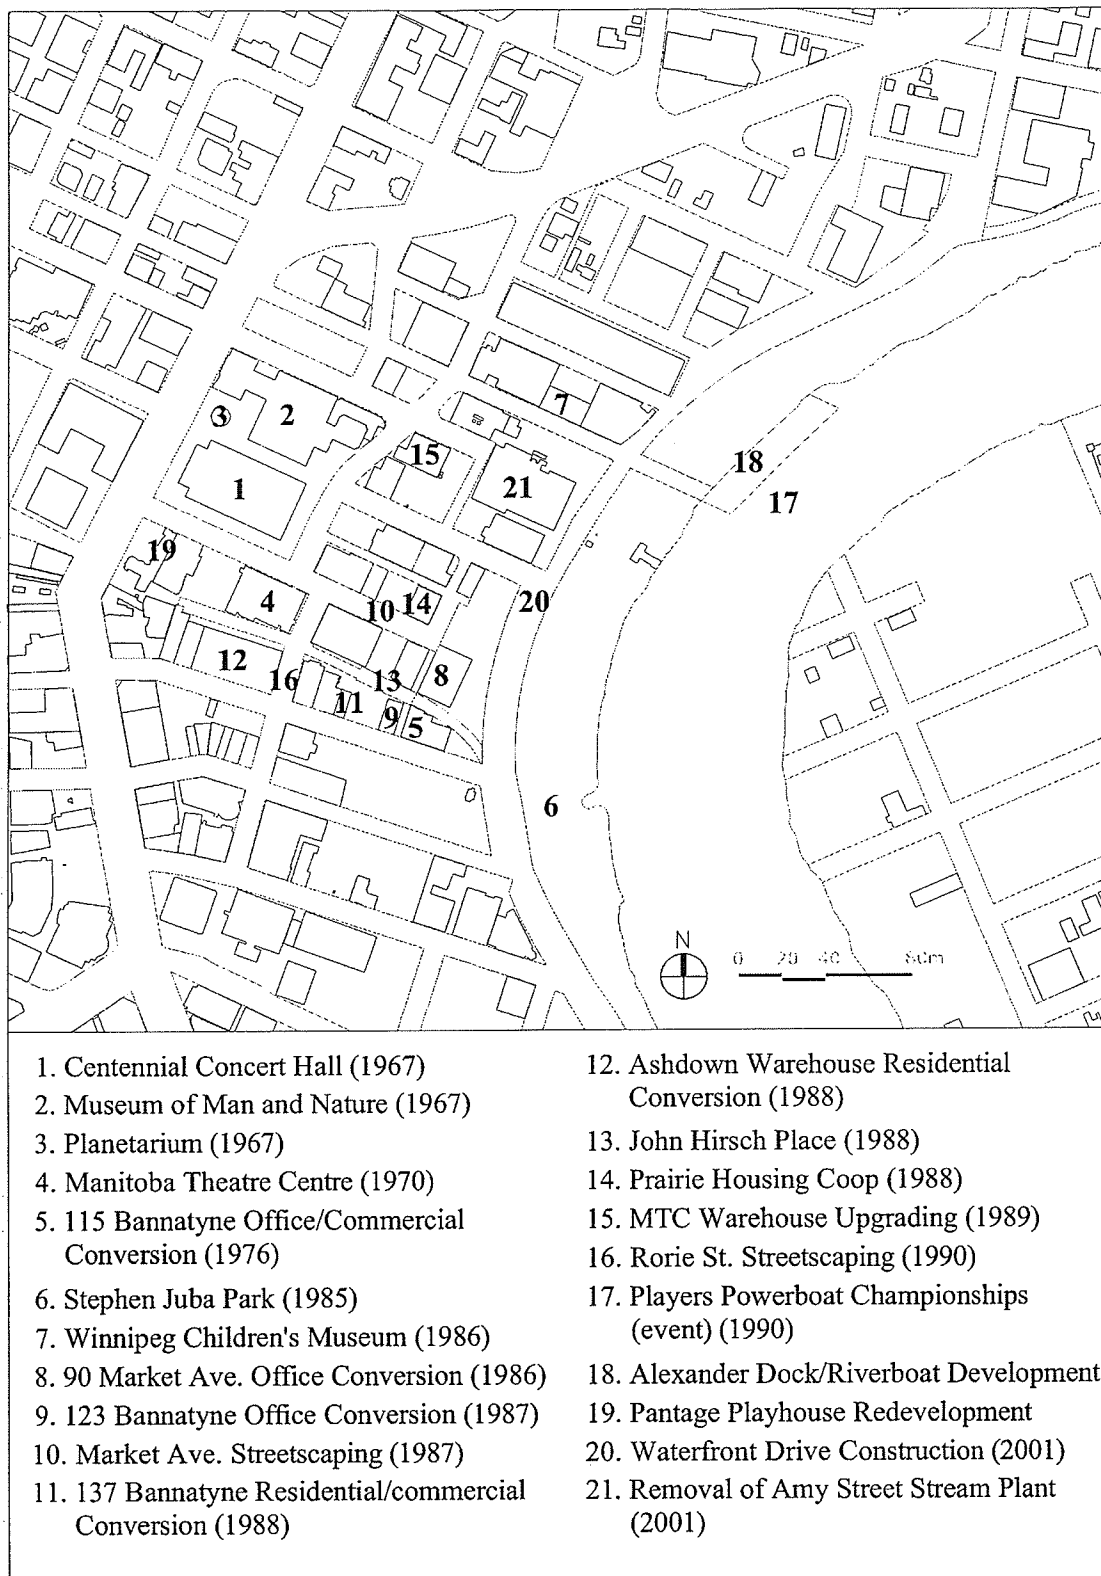 3
2
7
15
18
1
21
17
19
4
10
14
20
12
16
13
8
11
9
5
6
N
0 20 40 80m
1. Centennial Concert Hall (1967)
2. Museum of Man and Nature (1967)
3. Planetarium (1967)
4. Manitoba Theatre Centre (1970)
5. 115 Bannatyne Office/Commercial
Conversion (1976)
6. Stephen Juba Park (1985)
7. Winnipeg Children's Museum (1986)
8. 90 Market Ave. Office Conversion (1986)
9. 123 Bannatyne Office Conversion (1987)
10. Market Ave. Streetscaping (1987)
11. 137 Bannatyne Residential/commercial
Conversion (1988)
12. Ashdown Warehouse Residential
Conversion (1988)
13. John Hirsch Place (1988)
14. Prairie Housing Coop (1988)
15. MTC Warehouse Upgrading (1989)
16. Rorie St. Streetscaping (1990)
17. Players Powerboat Championships
(event) (1990)
18. Alexander Dock/Riverboat Development
19. Pantage Playhouse Redevelopment
20. Waterfront Drive Construction (2001)
21. Removal of Amy Street Stream Plant
(2001)